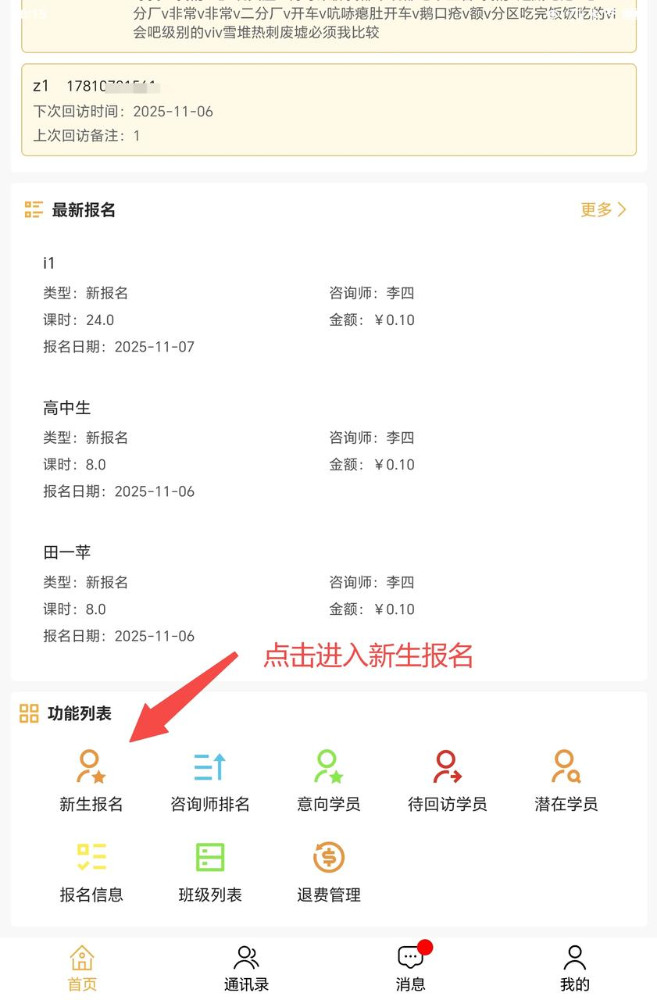 分厂v非常v非常v二分厂v开车v吭哧瘪肚开车v鹅口疮v额v分区吃完饭饭吃
会吧级别的viv雪堆热刺废墟必须我比较
z1
下次回访时间：2025-11-06
上次回访备注：1
最新报名 更多
i1
类型：新报名 咨询师：李四
课时：24.0 金额：￥0.10
报名日期：2025-11-07
高中生
类型：新报名 咨询师：李四
课时：8.0 金额：￥0.10
报名日期：2025-11-06
田一苹
类型：新报名 咨询师：李四
课时：8.0 金额：￥0.10
报名日期：2025-11-06
点击进入新生报名
功能列表
新生报名 咨询师排名 意向学员 待回访学员 潜在学员
报名信息 班级列表 退费管理
首页 通讯录 消息 我的